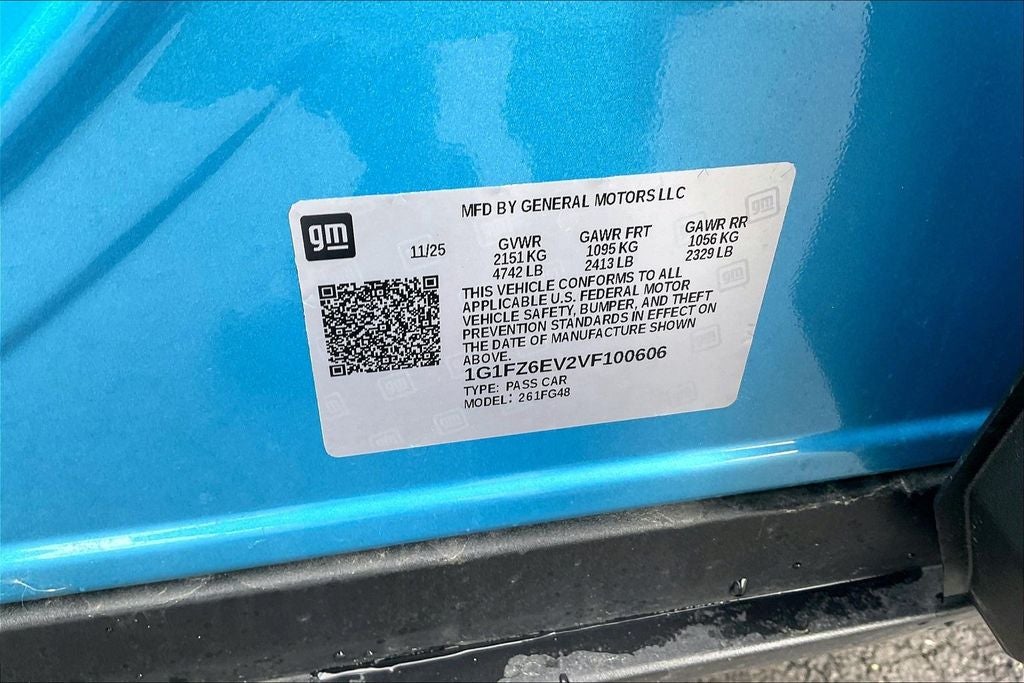 MFD BY GENERAL MOTORS LLC
gm
11/25
GVWR
2151 KG
4742 LB
GAWR FRT
1095 KG
2413 LB
GAWR RR
1056 KG
2329 LB
THIS VEHICLE CONFORMS TO ALL
APPLICABLE U.S. FEDERAL MOTOR
VEHICLE SAFETY, BUMPER, AND THEFT
PREVENTION STANDARDS IN EFFECT ON
THE DATE OF MANUFACTURE SHOWN
ABOVE.
1G1FZ6EV2VF100606
TYPE: PASS CAR
MODEL: 261FG48